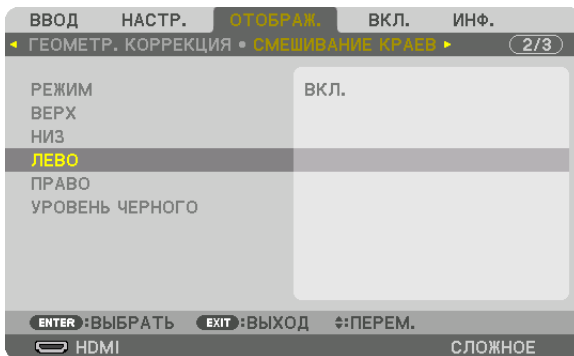 ВВОД НАСТР. ОТОБРАЖ. ВКЛ. ИНФ.
ГЕОМЕТР. КОРРЕКЦИЯ • СМЕШИВАНИЕ КРАЕВ 2/3
РЕЖИМ ВКЛ.
ВЕРХ
НИЗ
ЛЕВО
ПРАВО
УРОВЕНЬ ЧЕРНОГО
ENTER :ВЫБРАТЬ EXIT :ВЫХОД :ПЕРЕМ.
HDMI СЛОЖНОЕ